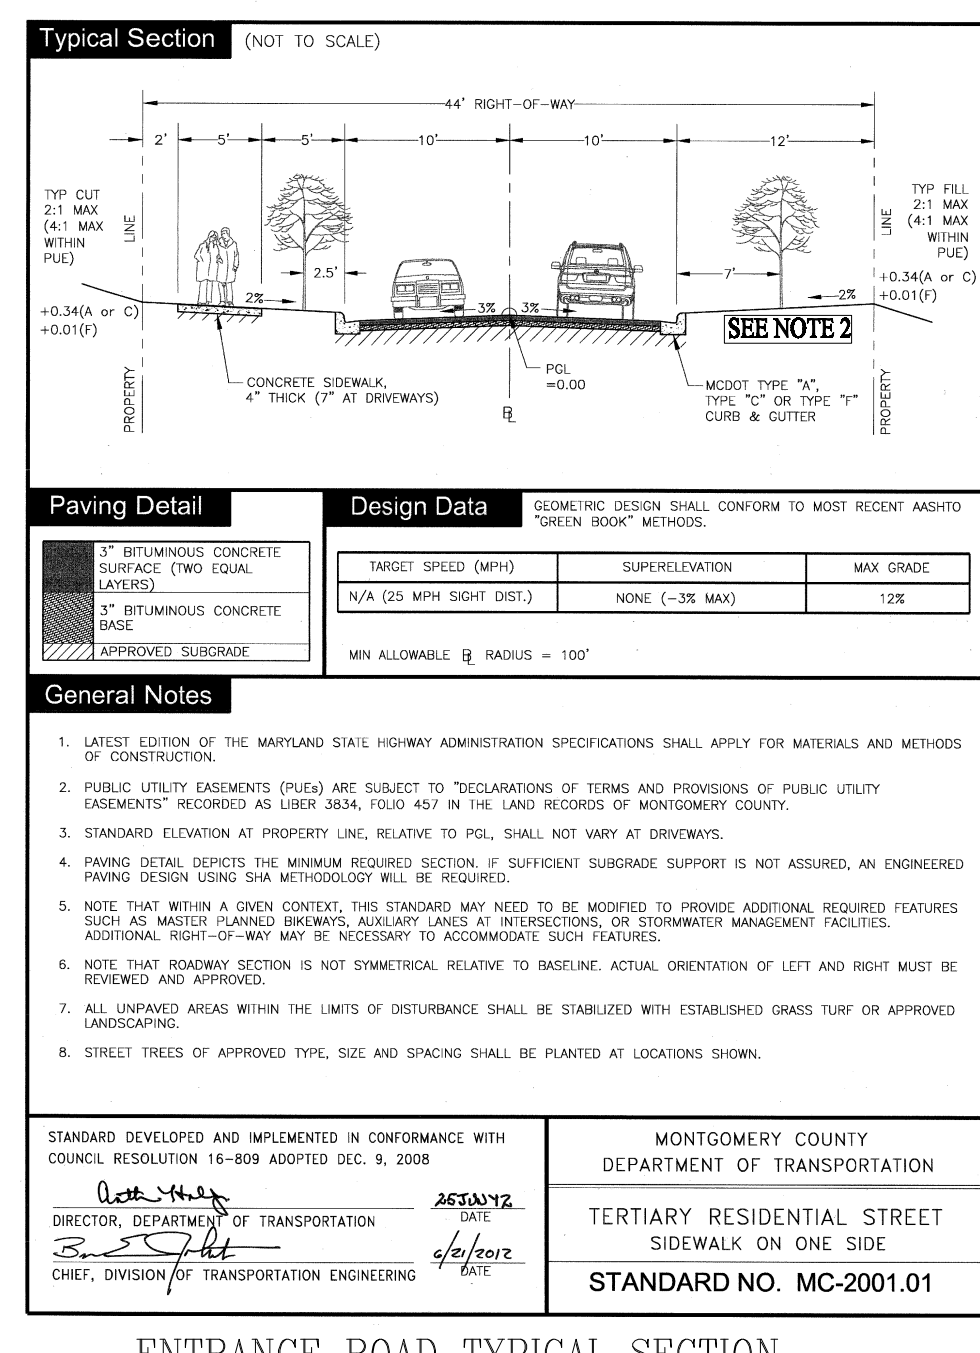 Typical Section (NOT TO SCALE)
44' RIGHT-OF-WAY
2' 5' 5' 10' 10' 12'
TYP CUT
2:1 MAX
(4:1 MAX
WITHIN
PUE)
LINE
PROPERTY
TYP FILL
2:1 MAX
(4:1 MAX
WITHIN
PUE)
LINE
PROPERTY
2.5' 7'
+0.34(A or C)
+0.01(F)
2% 3% 3% 2%
+0.34(A or C)
+0.01(F)
SEE NOTE 2
CONCRETE SIDEWALK,
4" THICK (7" AT DRIVEWAYS)
PGL
=0.00
BL
MCDOT TYPE "A",
TYPE "C" OR TYPE "F"
CURB & GUTTER
Paving Detail
3" BITUMINOUS CONCRETE
SURFACE (TWO EQUAL
LAYERS)
3" BITUMINOUS CONCRETE
BASE
APPROVED SUBGRADE
Design Data
GEOMETRIC DESIGN SHALL CONFORM TO MOST RECENT AASHTO
"GREEN BOOK" METHODS.
TARGET SPEED (MPH) SUPERELEVATION MAX GRADE
N/A (25 MPH SIGHT DIST.) NONE (-3% MAX) 12%
MIN ALLOWABLE BL RADIUS = 100'
General Notes
1. LATEST EDITION OF THE MARYLAND STATE HIGHWAY ADMINISTRATION SPECIFICATIONS SHALL APPLY FOR MATERIALS AND METHODS
OF CONSTRUCTION.
2. PUBLIC UTILITY EASEMENTS (PUEs) ARE SUBJECT TO "DECLARATIONS OF TERMS AND PROVISIONS OF PUBLIC UTILITY
EASEMENTS" RECORDED AS LIBER 3834, FOLIO 457 IN THE LAND RECORDS OF MONTGOMERY COUNTY.
3. STANDARD ELEVATION AT PROPERTY LINE, RELATIVE TO PGL, SHALL NOT VARY AT DRIVEWAYS.
4. PAVING DETAIL DEPICTS THE MINIMUM REQUIRED SECTION. IF SUFFICIENT SUBGRADE SUPPORT IS NOT ASSURED, AN ENGINEERED
PAVING DESIGN USING SHA METHODOLOGY WILL BE REQUIRED.
5. NOTE THAT WITHIN A GIVEN CONTEXT, THIS STANDARD MAY NEED TO BE MODIFIED TO PROVIDE ADDITIONAL REQUIRED FEATURES
SUCH AS MASTER PLANNED BIKEWAYS, AUXILIARY LANES AT INTERSECTIONS, OR STORMWATER MANAGEMENT FACILITIES.
ADDITIONAL RIGHT-OF-WAY MAY BE NECESSARY TO ACCOMMODATE SUCH FEATURES.
6. NOTE THAT ROADWAY SECTION IS NOT SYMMETRICAL RELATIVE TO BASELINE. ACTUAL ORIENTATION OF LEFT AND RIGHT MUST BE
REVIEWED AND APPROVED.
7. ALL UNPAVED AREAS WITHIN THE LIMITS OF DISTURBANCE SHALL BE STABILIZED WITH ESTABLISHED GRASS TURF OR APPROVED
LANDSCAPING.
8. STREET TREES OF APPROVED TYPE, SIZE AND SPACING SHALL BE PLANTED AT LOCATIONS SHOWN.
STANDARD DEVELOPED AND IMPLEMENTED IN CONFORMANCE WITH
COUNCIL RESOLUTION 16-809 ADOPTED DEC. 9, 2008
DIRECTOR, DEPARTMENT OF TRANSPORTATION DATE
6/21/2012
CHIEF, DIVISION OF TRANSPORTATION ENGINEERING DATE
MONTGOMERY COUNTY
DEPARTMENT OF TRANSPORTATION
TERTIARY RESIDENTIAL STREET
SIDEWALK ON ONE SIDE
STANDARD NO. MC-2001.01
ENTRANCE ROAD TYPICAL SECTION